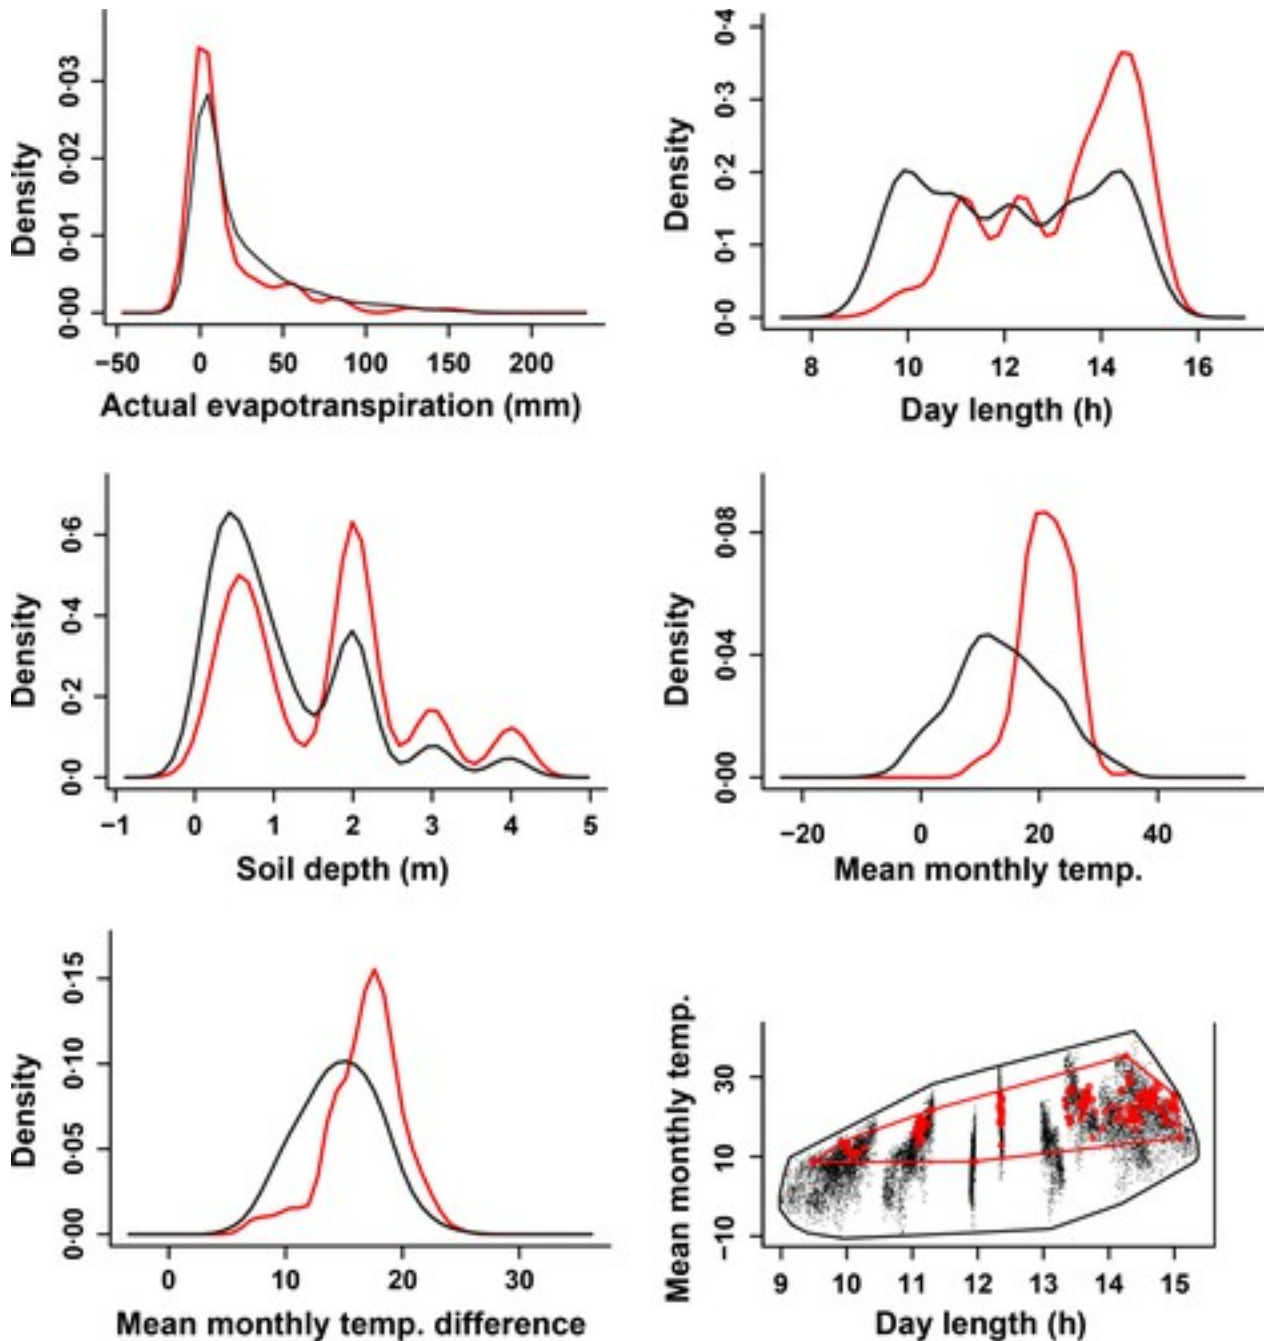 Density
0·00 0·01 0·02 0·03
−50 0 50 100 150 200
Actual evapotranspiration (mm)
Density
0·0 0·1 0·2 0·3 0·4
8 10 12 14 16
Day length (h)
Density
0·0 0·2 0·4 0·6
−1 0 1 2 3 4 5
Soil depth (m)
Density
0·00 0·04 0·08
−20 0 20 40
Mean monthly temp.
Density
0·00 0·05 0·10 0·15
0 10 20 30
Mean monthly temp. difference
Mean monthly temp.
−10 10 30
9 10 11 12 13 14 15
Day length (h)